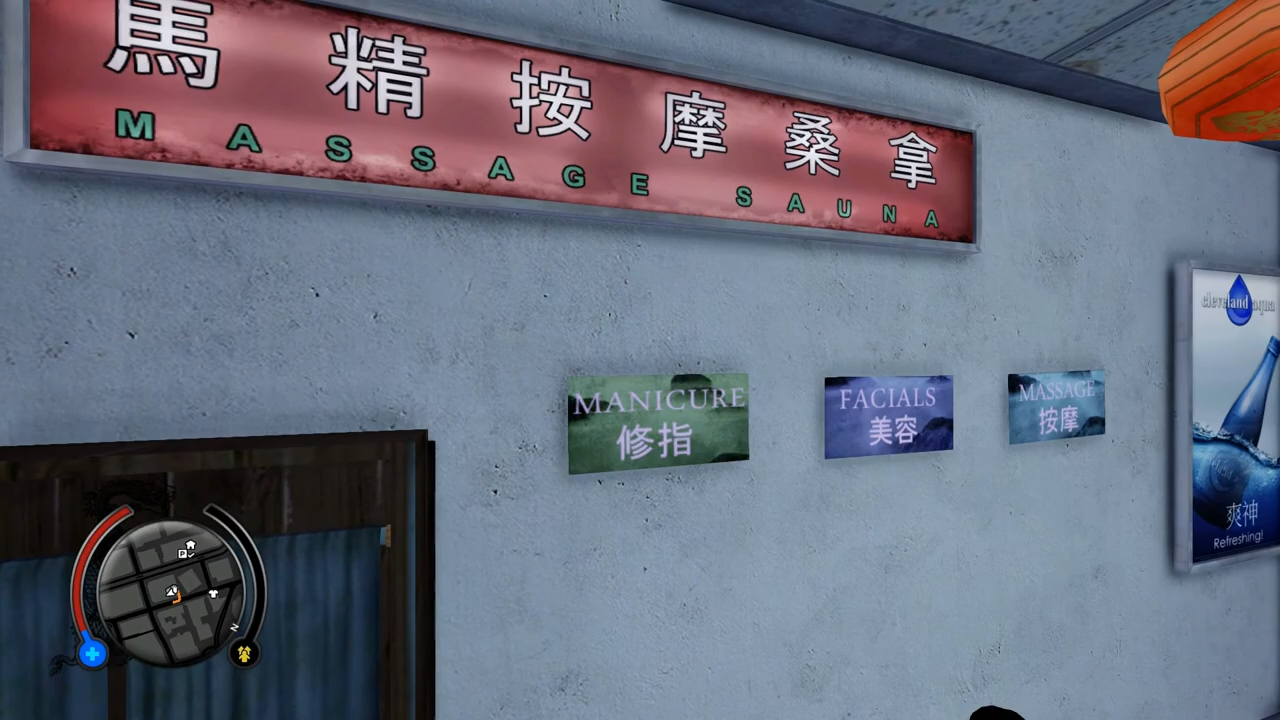 馬精按摩桑拿
MASSAGE SAUNA
MANICURE
修指
FACIALS
美容
MASSAGE
按摩
cleveland aqua
爽神
Refreshing!
P
N